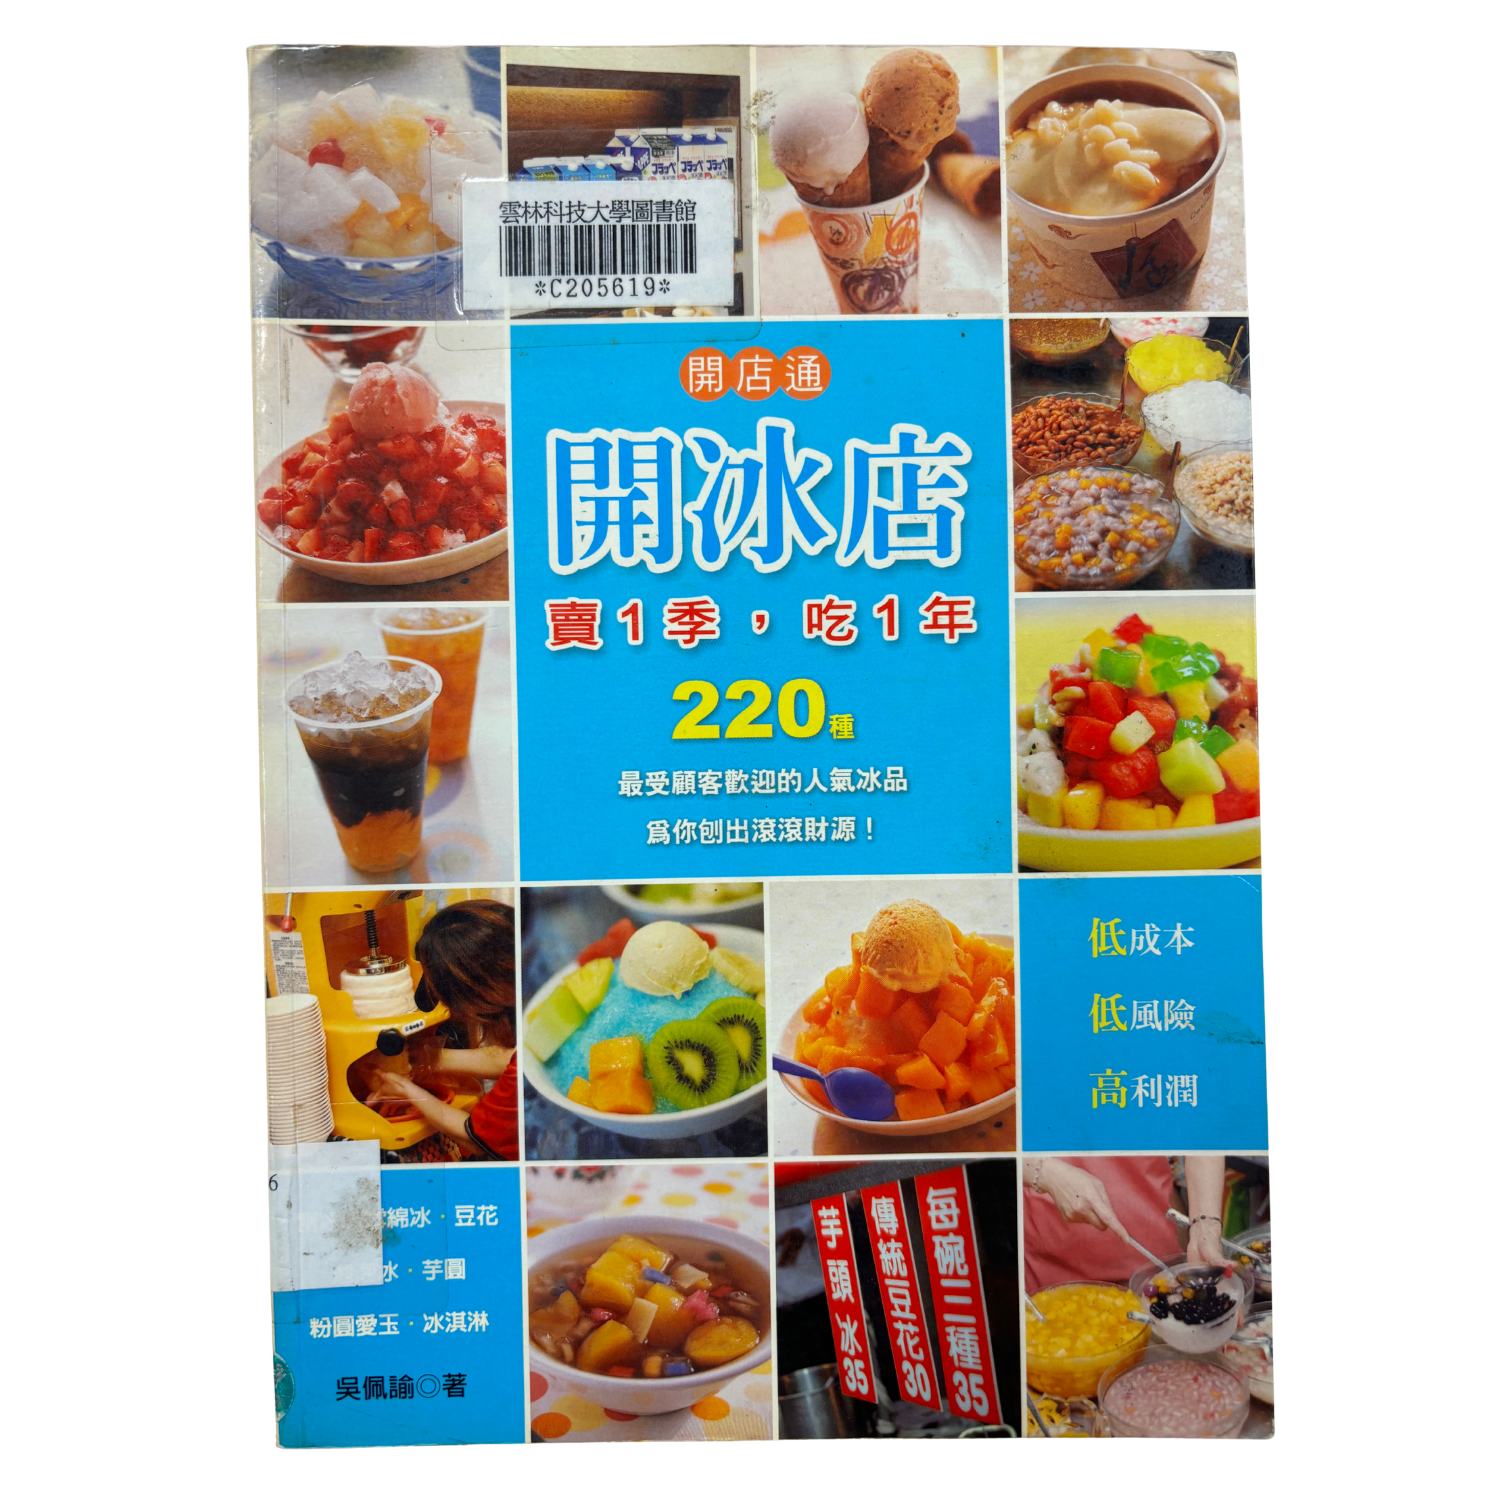 雲林科技大學圖書館
*C205619*
開店通
開冰店
賣1季，吃1年
220種
最受顧客歡迎的人氣冰品
為你刨出滾滾財源！
低成本
低風險
高利潤
6
綿冰·豆花
冰·芋圓
粉圓愛玉·冰淇淋
吳佩諭◎著
芋頭冰35
傳統豆花30
每碗三種35